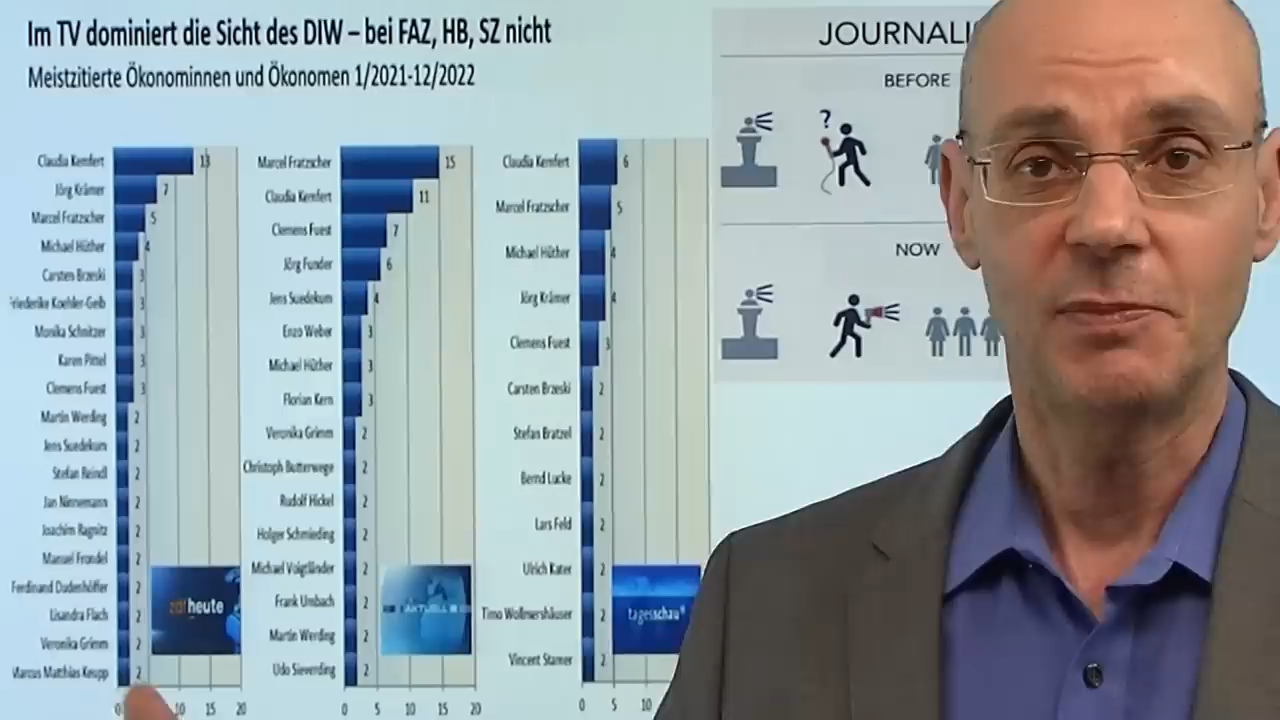 Im TV dominiert die Sicht des DIW – bei FAZ, HB, SZ nicht
Meistzitierte Ökonominnen und Ökonomen 1/2021-12/2022
Claudia Kemfert 13
Jörg Krämer 7
Marcel Fratzscher 5
Michael Hüther 4
Carsten Brzeski 3
Friederike Koehler-Geib 3
Monika Schnitzer 3
Karen Pittel 3
Clemens Fuest 3
Martin Werding 2
Jens Suedekum 2
Stefan Reindl 2
Jan Ninnemann 2
Joachim Ragnitz 2
Manuel Frondel 2
Ferdinand Dudenhöffer 2
Lisandra Flach 2
Veronika Grimm 2
Marcus Matthias Keupp 2
0 10 15 20
zdf heute
Marcel Fratzscher 15
Claudia Kemfert 11
Clemens Fuest 7
Jörg Funder 6
Jens Suedekum 4
Enzo Weber 3
Michael Hüther 3
Florian Kern 3
Veronika Grimm 2
Christoph Butterwege 2
Rudolf Hickel 2
Holger Schmieding 2
Michael Voigtländer 2
Frank Umbach 2
Martin Werding 2
Udo Sieverding 2
0 5 10 15 20
AKTUELL
Claudia Kemfert 6
Marcel Fratzscher 5
Michael Hüther 4
Jörg Krämer 4
Clemens Fuest 3
Carsten Brzeski 2
Stefan Bratzel 2
Bernd Lucke 2
Lars Feld 2
Ulrich Kater 2
Timo Wollmershäuser 2
Vincent Stamer 2
0 5 10
tagesschau
JOURNALI
BEFORE
?
NOW